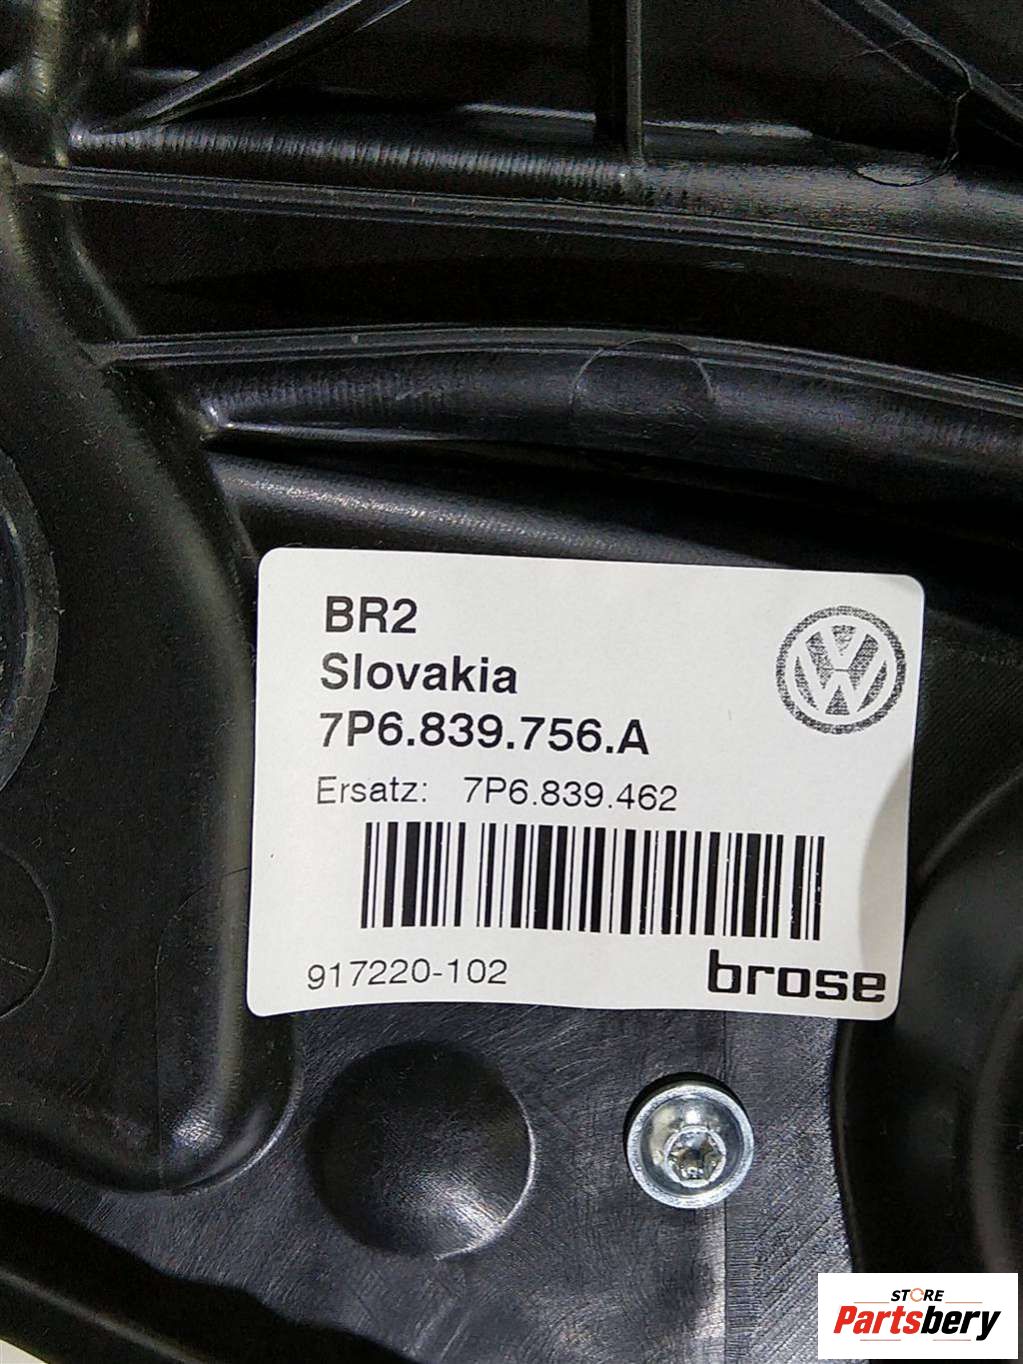 BR2
Slovakia
7P6.839.756.A
Ersatz: 7P6.839.462
917220-102
brose
STORE
Partsbery